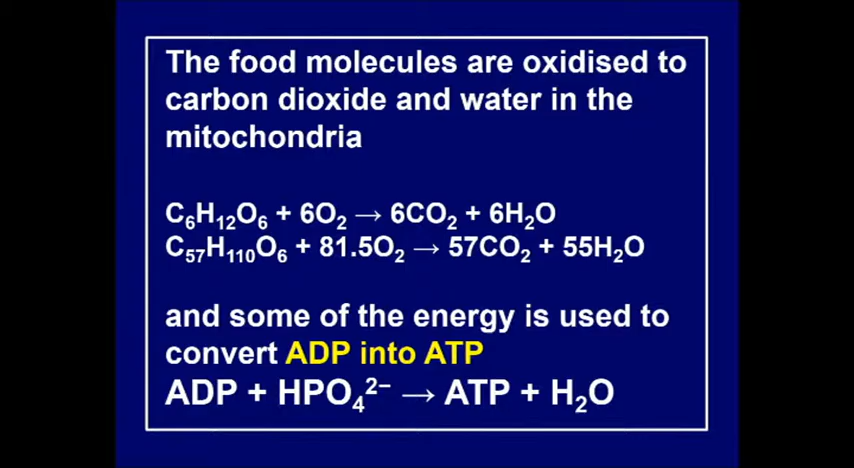 The food molecules are oxidised to
carbon dioxide and water in the
mitochondria
C₆H₁₂O₆ + 6O₂ → 6CO₂ + 6H₂O
C₅₇H₁₁₀O₆ + 81.5O₂ → 57CO₂ + 55H₂O
and some of the energy is used to
convert ADP into ATP
ADP + HPO₄²⁻ → ATP + H₂O